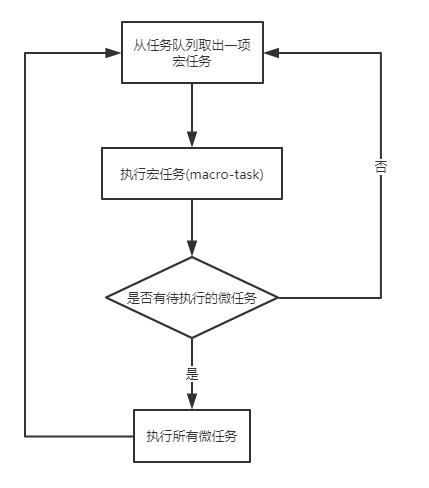 从任务队列取出一项
宏任务
执行宏任务(macro-task)
是否有待执行的微任务
否
是
执行所有微任务